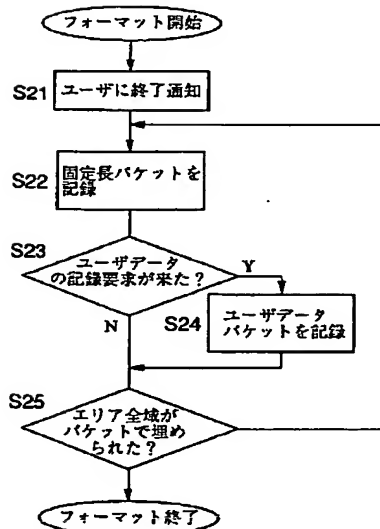 フォーマット開始
S21
ユーザに終了通知
S22
固定長パケットを
記録
S23
ユーザデータ
の記録要求が来た？
Y
N
S24
ユーザデータ
パケットを記録
S25
エリア全域が
パケットで埋め
られた？
フォーマット終了